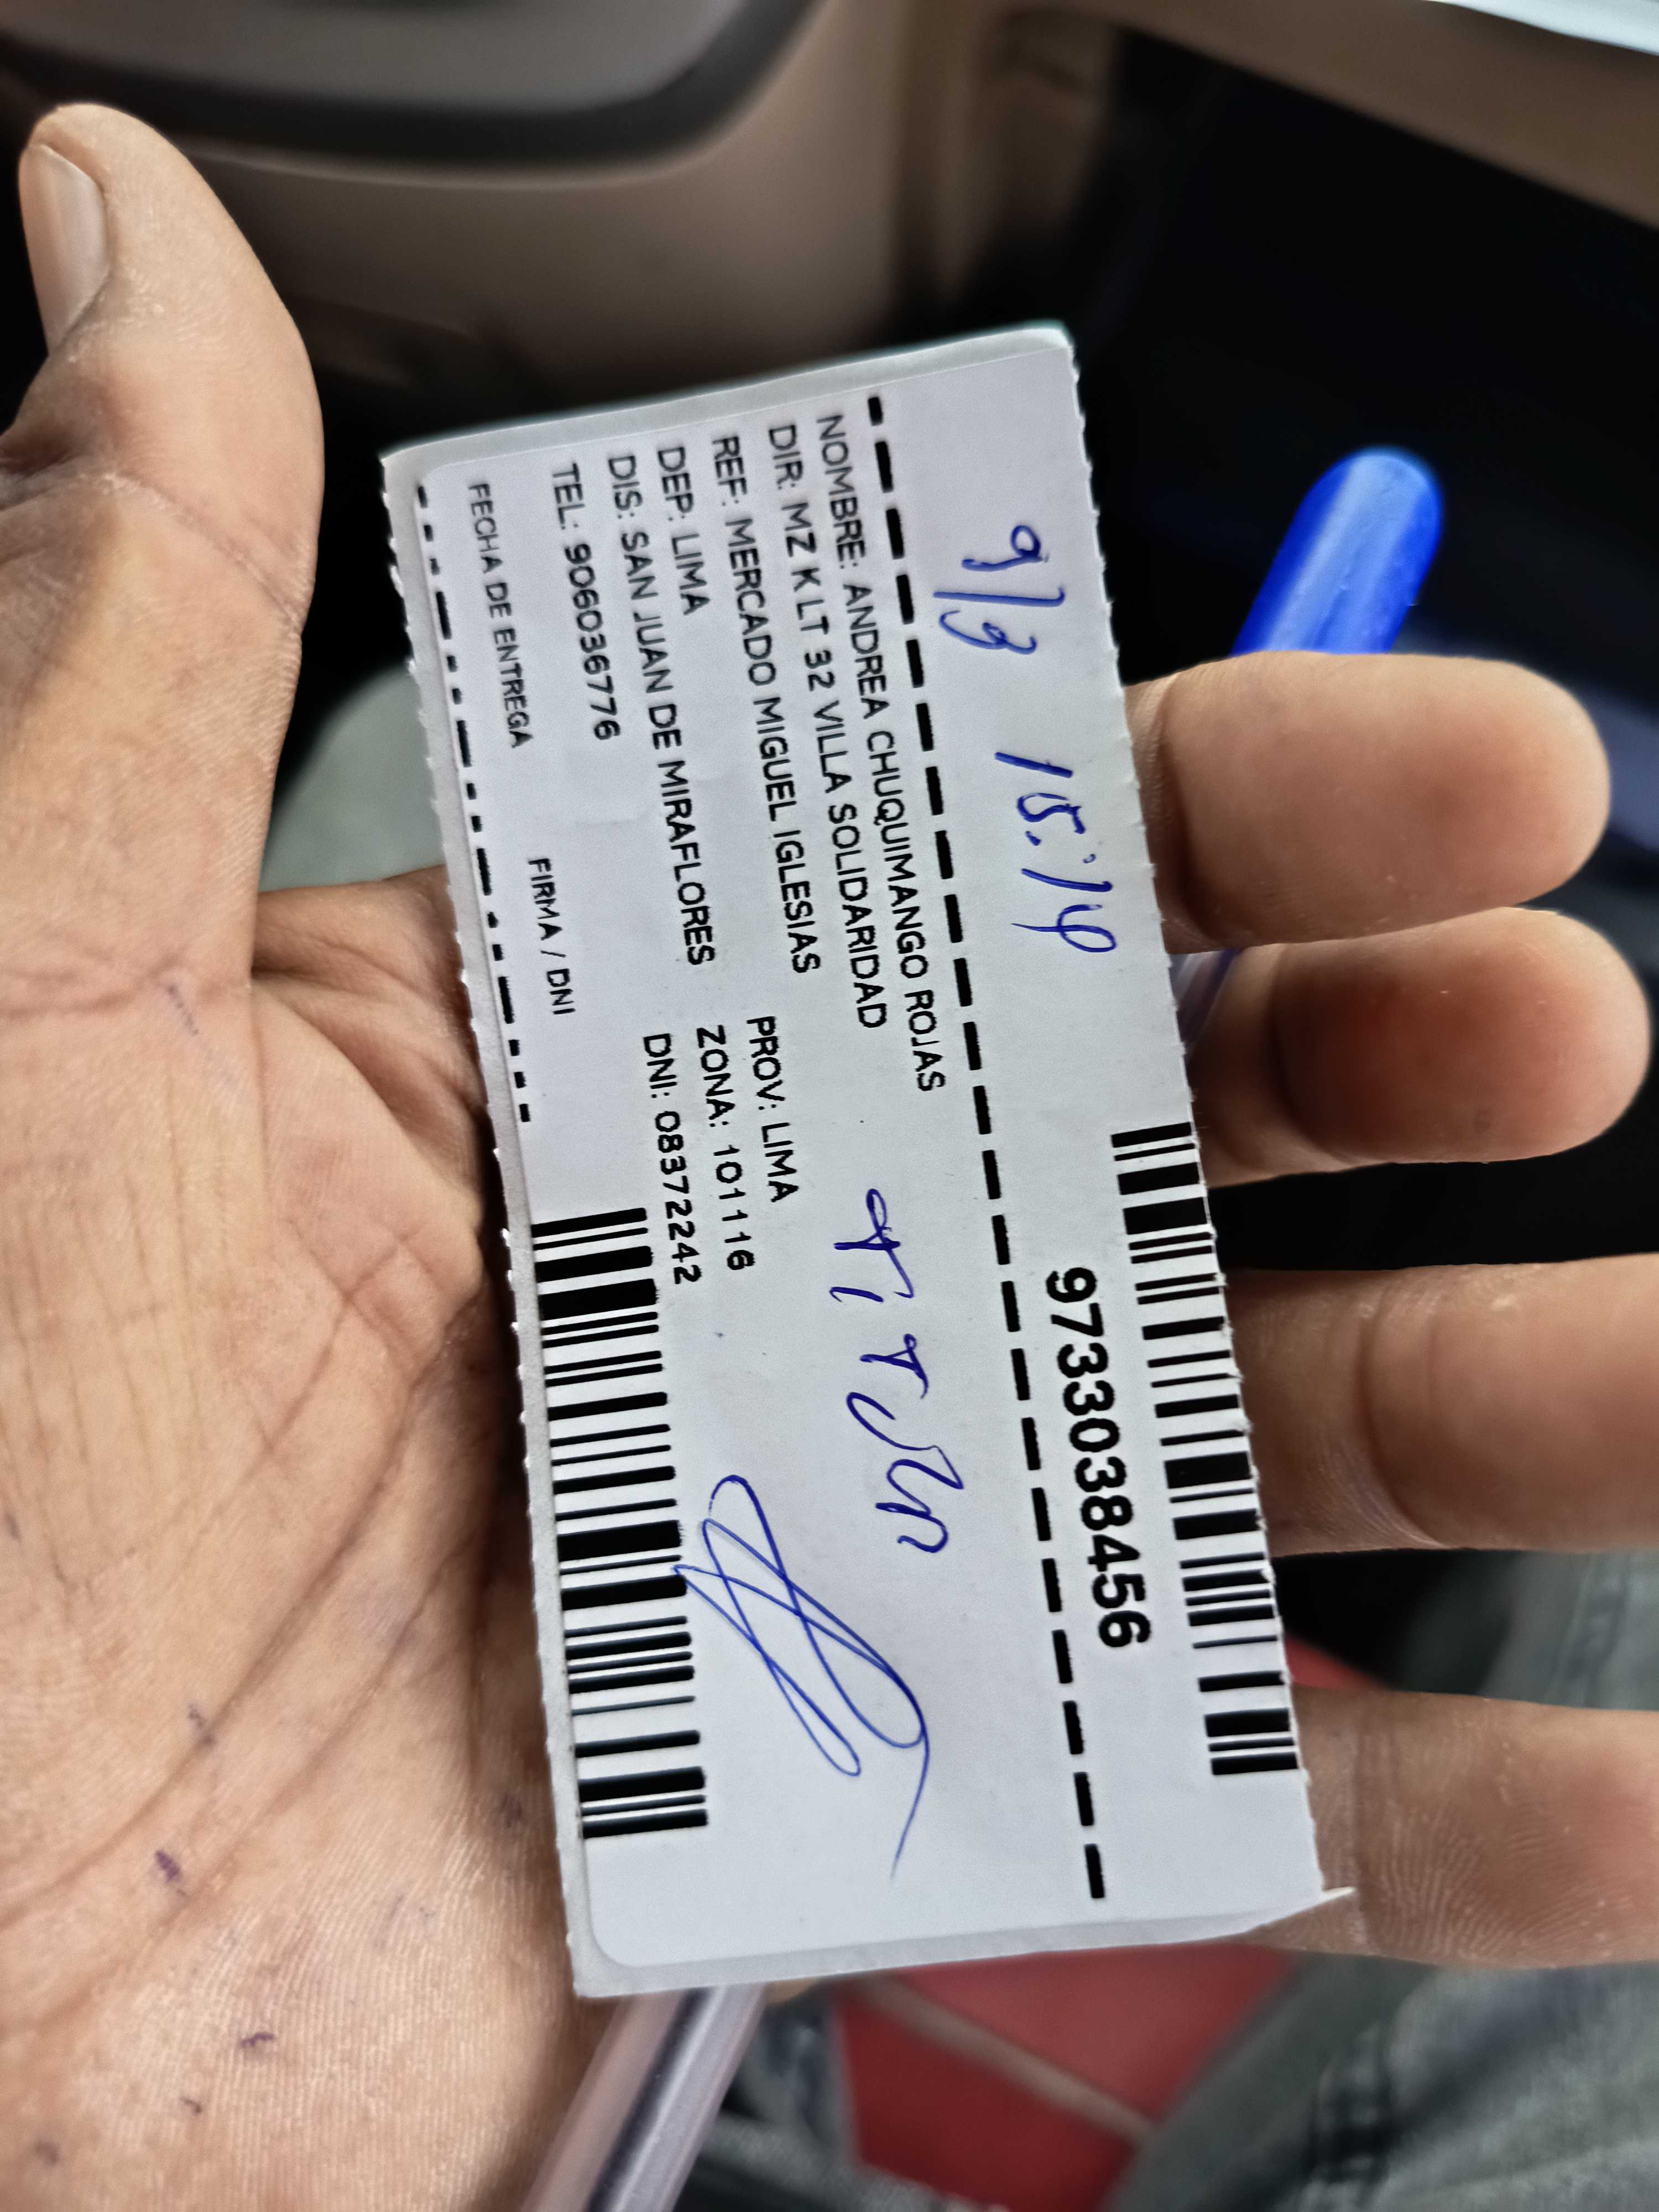 9/3 15:14
9733038456
NOMBRE: ANDREA CHUQUIMANGO ROJAS
DIR: MZ K LT 32 VILLA SOLIDARIDAD
REF: MERCADO MIGUEL IGLESIAS
DEP: LIMA PROV: LIMA
DIS: SAN JUAN DE MIRAFLORES ZONA: 101116
TEL: 906036776 DNI: 08372242
FECHA DE ENTREGA FIRMA / DNI